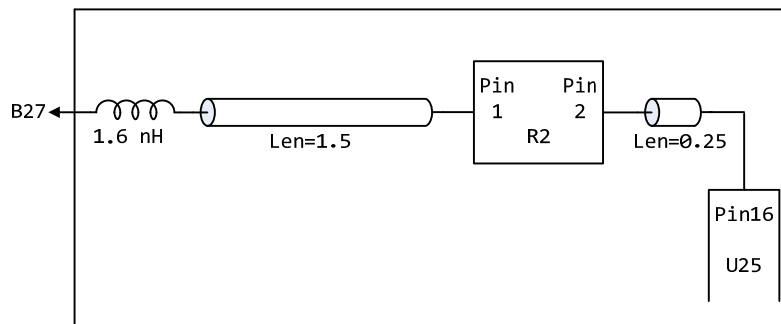 Pin Pin
B27 1 2
1.6 nH Len=1.5 R2 Len=0.25
Pin16
U25